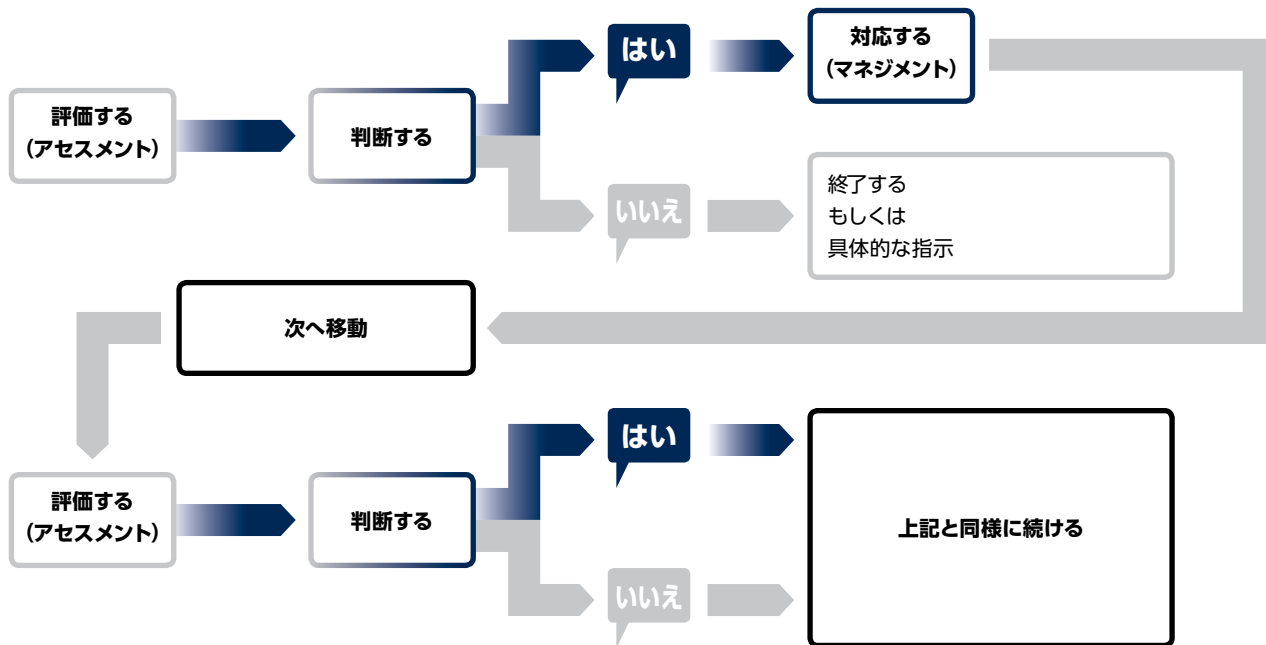 評価する
(アセスメント)
判断する
はい
対応する
(マネジメント)
いいえ
終了する
もしくは
具体的な指示
次へ移動
評価する
(アセスメント)
判断する
はい
いいえ
上記と同様に続ける